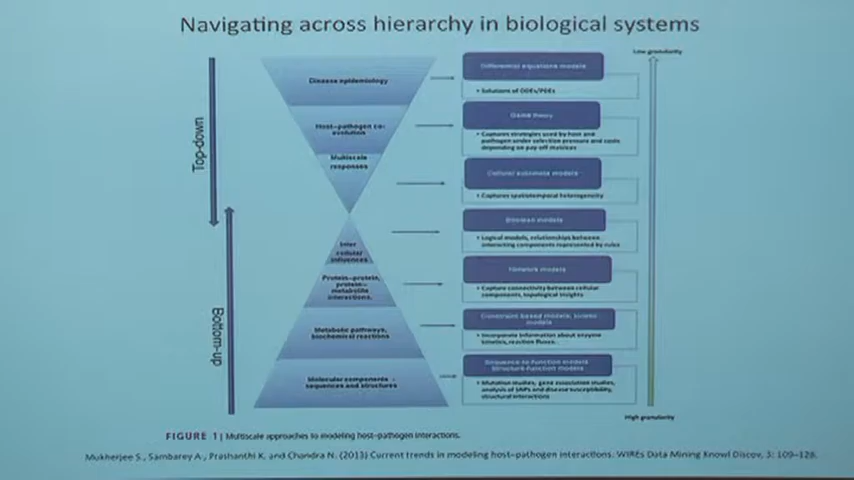 Navigating across hierarchy in biological systems
Low granularity
Top-down
Bottom-up
Disease epidemiology
Differential equations models
• Solutions of ODEs/PDEs
Host–pathogen co-
evolution
Game theory
• Captures strategies used by host and
pathogen under selection pressure and costs
depending on pay off matrices
Multiscale
responses
Cellular automata models
• Captures spatiotemporal heterogeneity
Inter
cellular
influences
Boolean models
• Logical models, relationships between
interacting components represented by rules
Protein–protein,
protein–
metabolite
interactions.
Network models
• Capture connectivity between cellular
components, topological insights
Metabolic pathways,
biochemical reactions
Constraint based models, kinetic
models
• Incorporate information about enzyme
kinetics, reaction fluxes.
Molecular components -
sequences and structures
Sequence-to-function models
Structure-function models
• Mutation studies, gene association studies,
analysis of SNPs and disease susceptibility,
structural interactions
High granularity
FIGURE 1 | Multiscale approaches to modeling host–pathogen interactions.
Mukherjee S., Sambarey A., Prashanthi K. and Chandra N. (2013) Current trends in modeling host–pathogen interactions. WIREs Data Mining Knowl Discov, 3: 109–128.